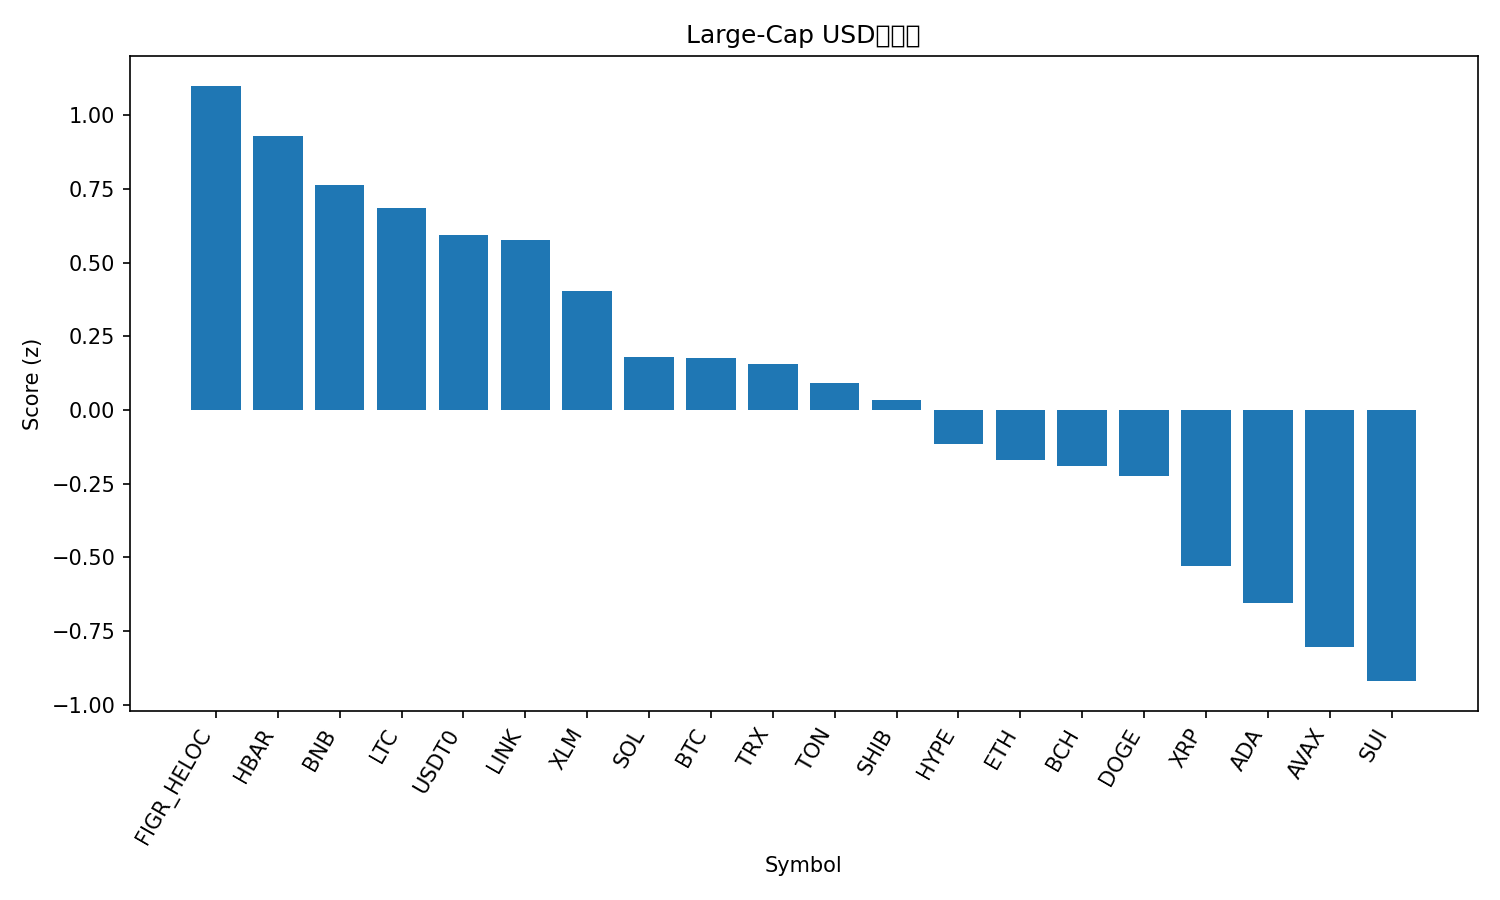 Large-Cap USD
1.00
0.75
0.50
0.25
0.00
−0.25
−0.50
−0.75
−1.00
Score (z)
FIGR_HELOC
HBAR
BNB
LTC
USDT0
LINK
XLM
SOL
BTC
TRX
TON
SHIB
HYPE
ETH
BCH
DOGE
XRP
ADA
AVAX
SUI
Symbol